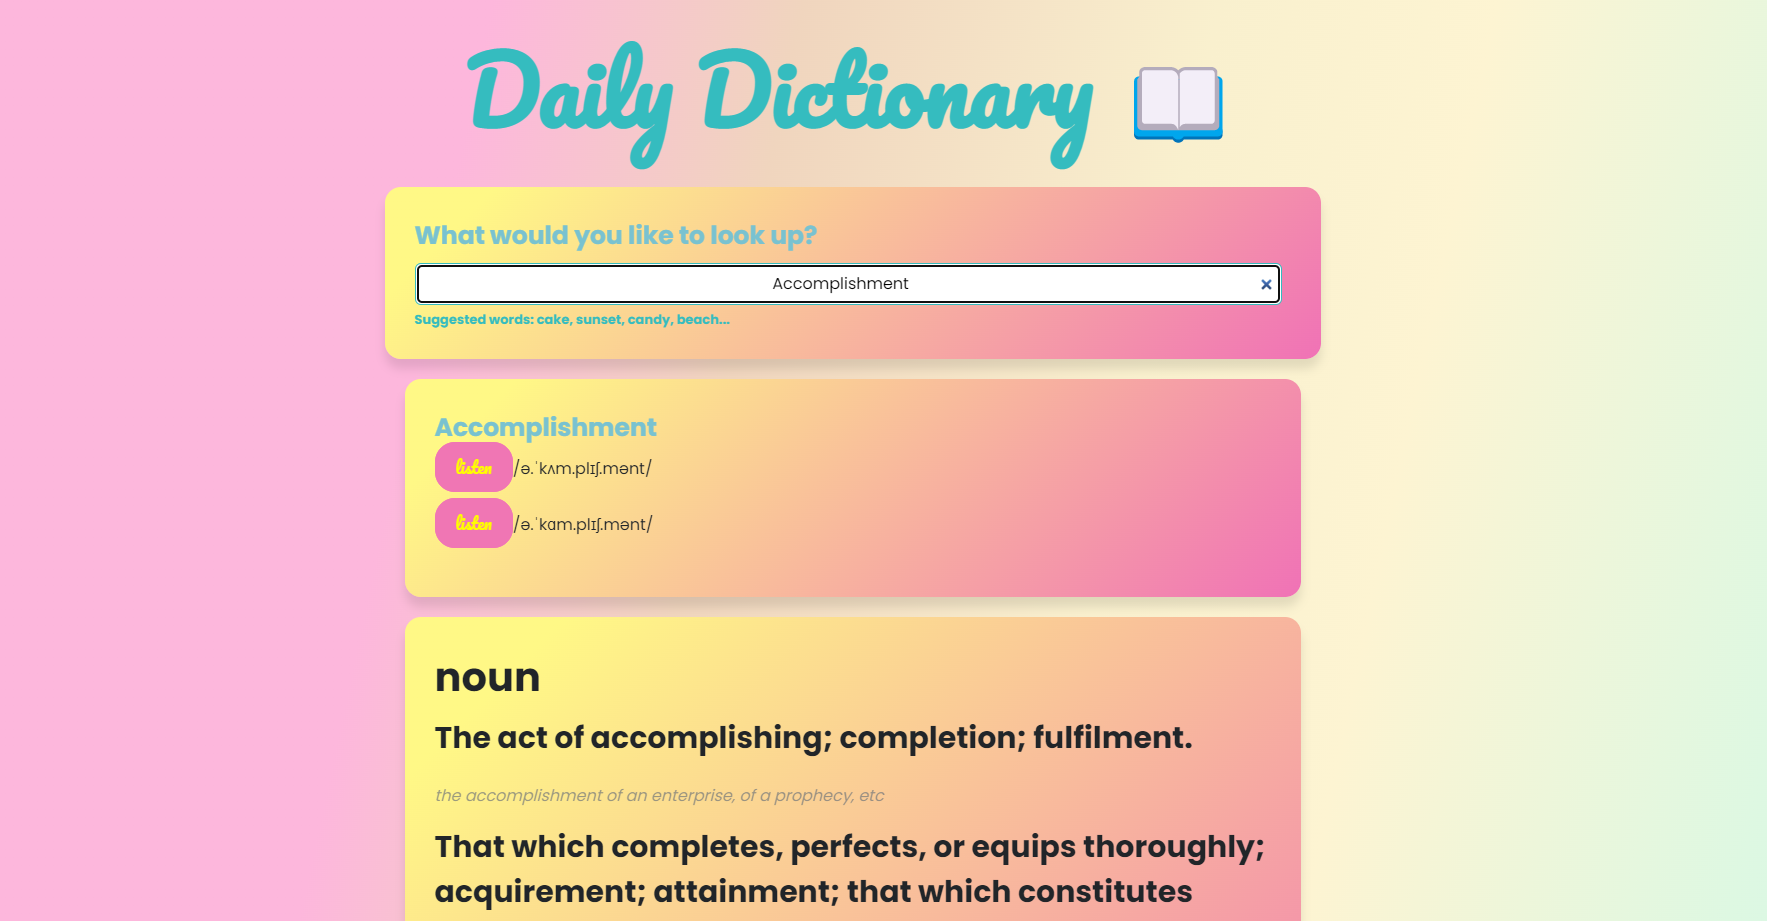 Daily Dictionary
What would you like to look up?
Accomplishment
Suggested words: cake, sunset, candy, beach...
Accomplishment
listen /ə.ˈkʌm.plɪʃ.mənt/
listen /ə.ˈkɑm.plɪʃ.mənt/
noun
The act of accomplishing; completion; fulfilment.
the accomplishment of an enterprise, of a prophecy, etc
That which completes, perfects, or equips thoroughly;
acquirement; attainment; that which constitutes